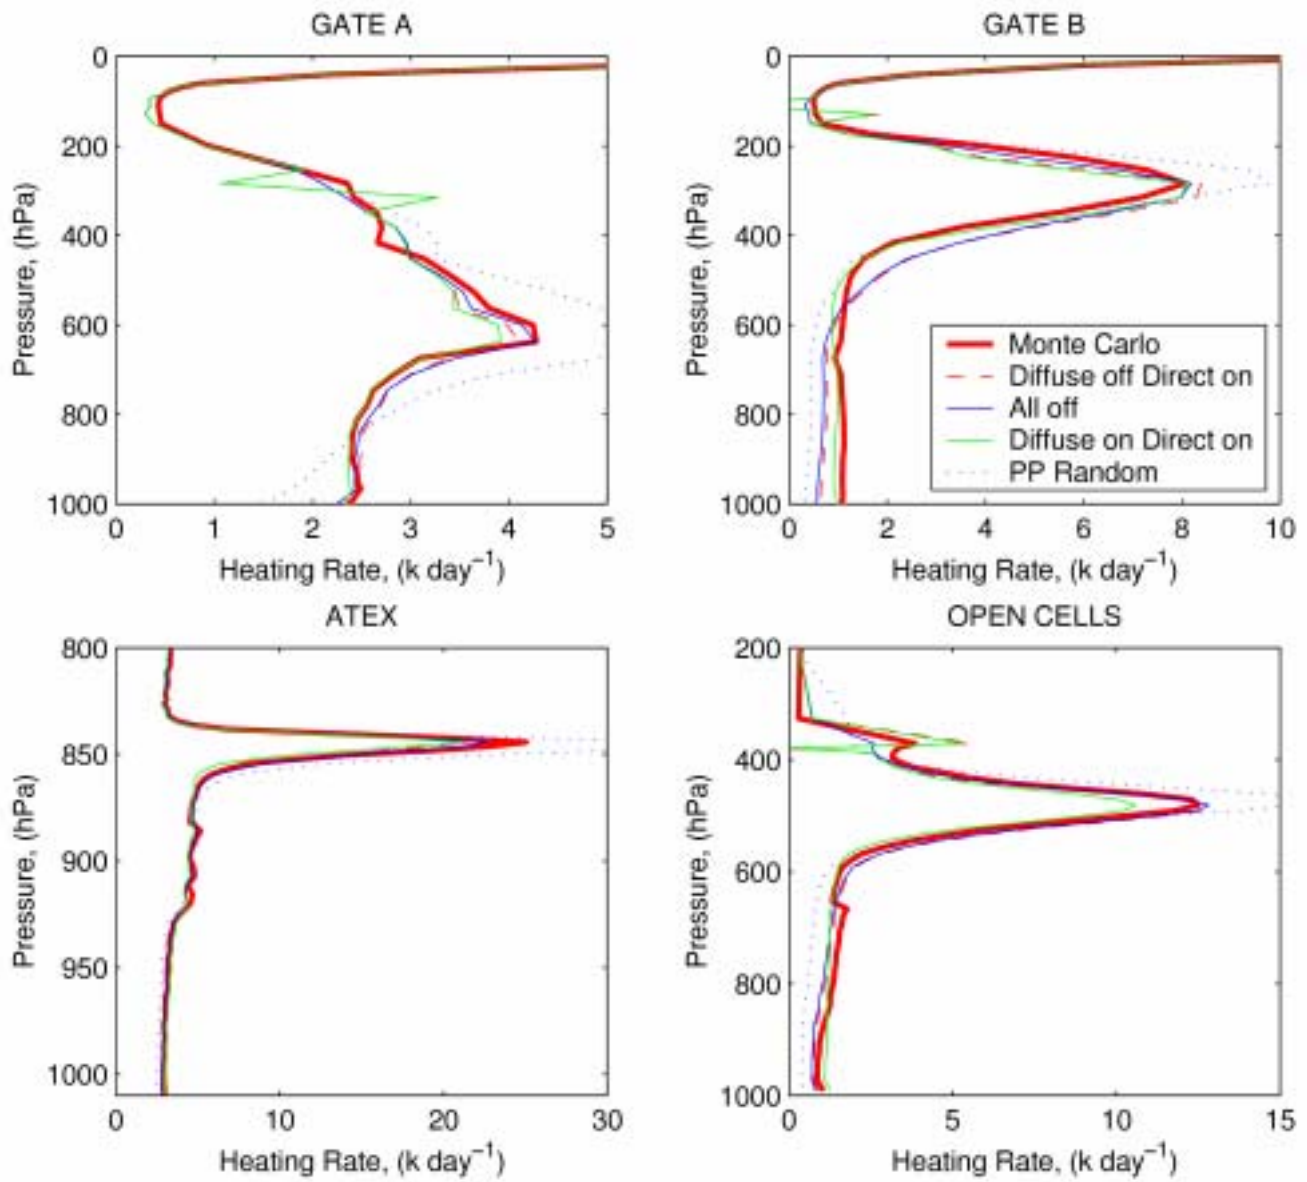 GATE A
0
200
400
600
800
1000
Pressure, (hPa)
0 1 2 3 4 5
Heating Rate, (k day⁻¹)
GATE B
0
200
400
600
800
1000
Pressure, (hPa)
Monte Carlo
Diffuse off Direct on
All off
Diffuse on Direct on
PP Random
0 2 4 6 8 10
Heating Rate, (k day⁻¹)
ATEX
800
850
900
950
1000
Pressure, (hPa)
0 10 20 30
Heating Rate, (k day⁻¹)
OPEN CELLS
200
400
600
800
1000
Pressure, (hPa)
0 5 10 15
Heating Rate, (k day⁻¹)